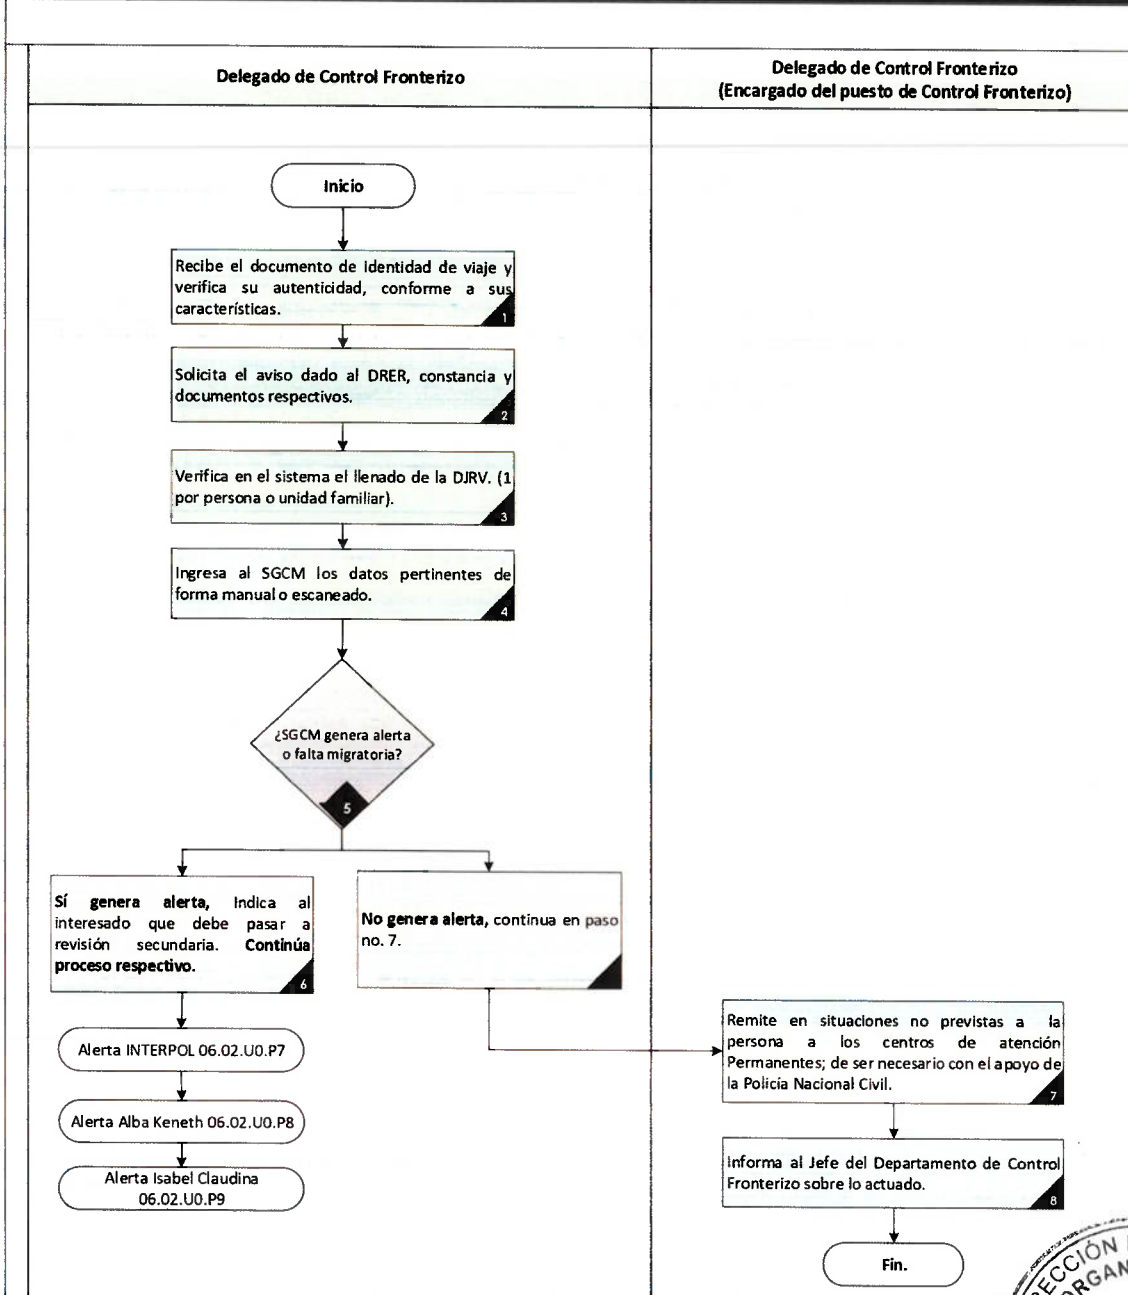 Delegado de Control Fronterizo
Delegado de Control Fronterizo
(Encargado del puesto de Control Fronterizo)
Inicio
Recibe el documento de identidad de viaje y
verifica su autenticidad, conforme a sus
características.
1
Solicita el aviso dado al DRER, constancia y
documentos respectivos.
2
Verifica en el sistema el llenado de la DJRV. (1
por persona o unidad familiar).
3
Ingresa al SGCM los datos pertinentes de
forma manual o escaneado.
4
¿SGCM genera alerta
o falta migratoria?
5
Sí genera alerta, Indica al
interesado que debe pasar a
revisión secundaria. Continúa
proceso respectivo.
6
No genera alerta, continua en paso
no. 7.
Alerta INTERPOL 06.02.U0.P7
Alerta Alba Keneth 06.02.U0.P8
Alerta Isabel Claudina
06.02.U0.P9
Remite en situaciones no previstas a la
persona a los centros de atención
Permanentes; de ser necesario con el apoyo de
la Policía Nacional Civil.
7
Informa al Jefe del Departamento de Control
Fronterizo sobre lo actuado.
8
Fin.